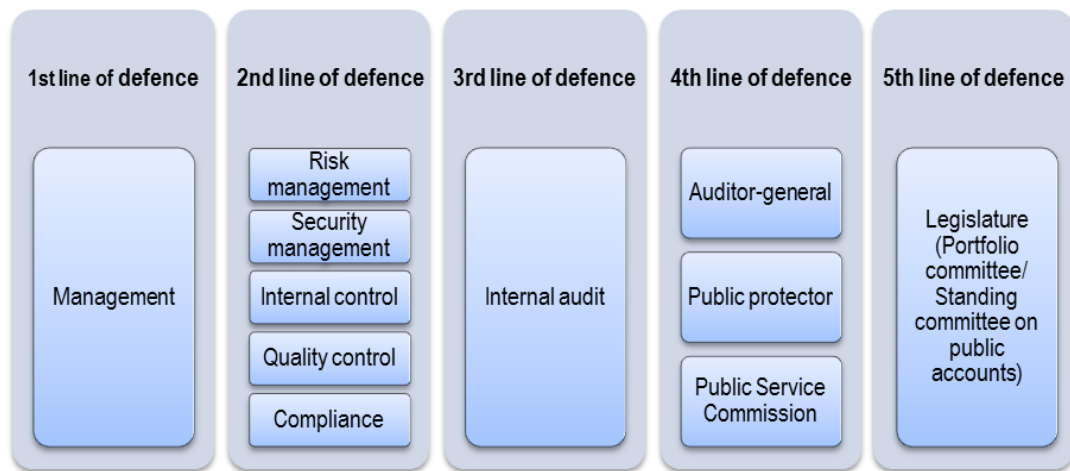 1st line of defence
Management
2nd line of defence
Risk
management
Security
management
Internal control
Quality control
Compliance
3rd line of defence
Internal audit
4th line of defence
Auditor-general
Public protector
Public Service
Commission
5th line of defence
Legislature
(Portfolio
committee/
Standing
committee on
public
accounts)